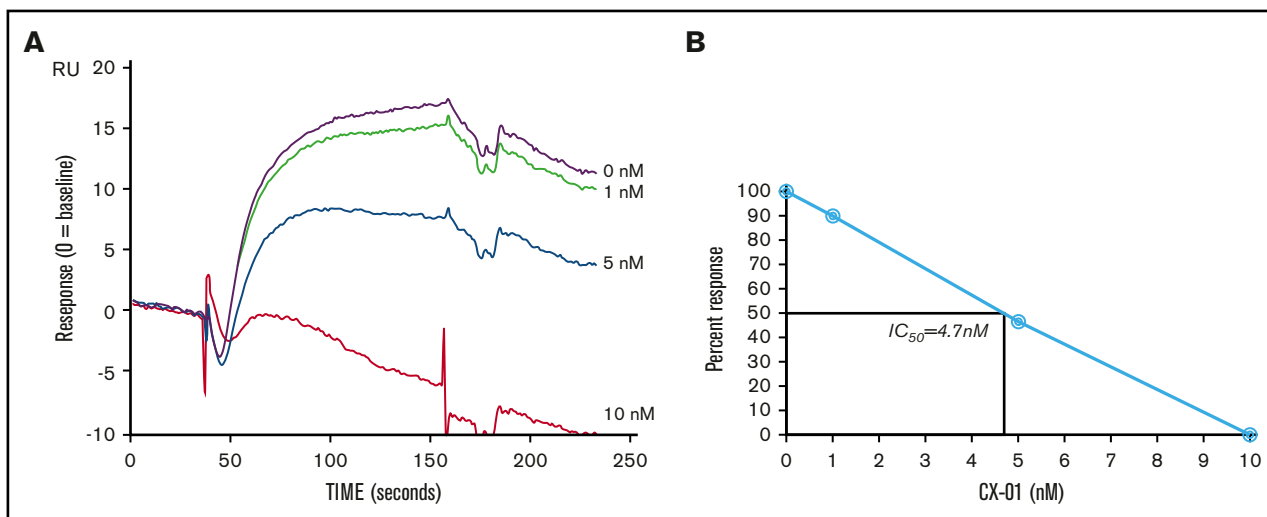 A
RU
20
15
10
5
0
-5
-10
Reseponse (0 = baseline)
0 nM
1 nM
5 nM
10 nM
0
50
100
150
200
250
TIME (seconds)
B
100
90
80
70
60
50
40
30
20
10
0
Percent response
IC50=4.7nM
0
1
2
3
4
5
6
7
8
9
10
CX-01 (nM)